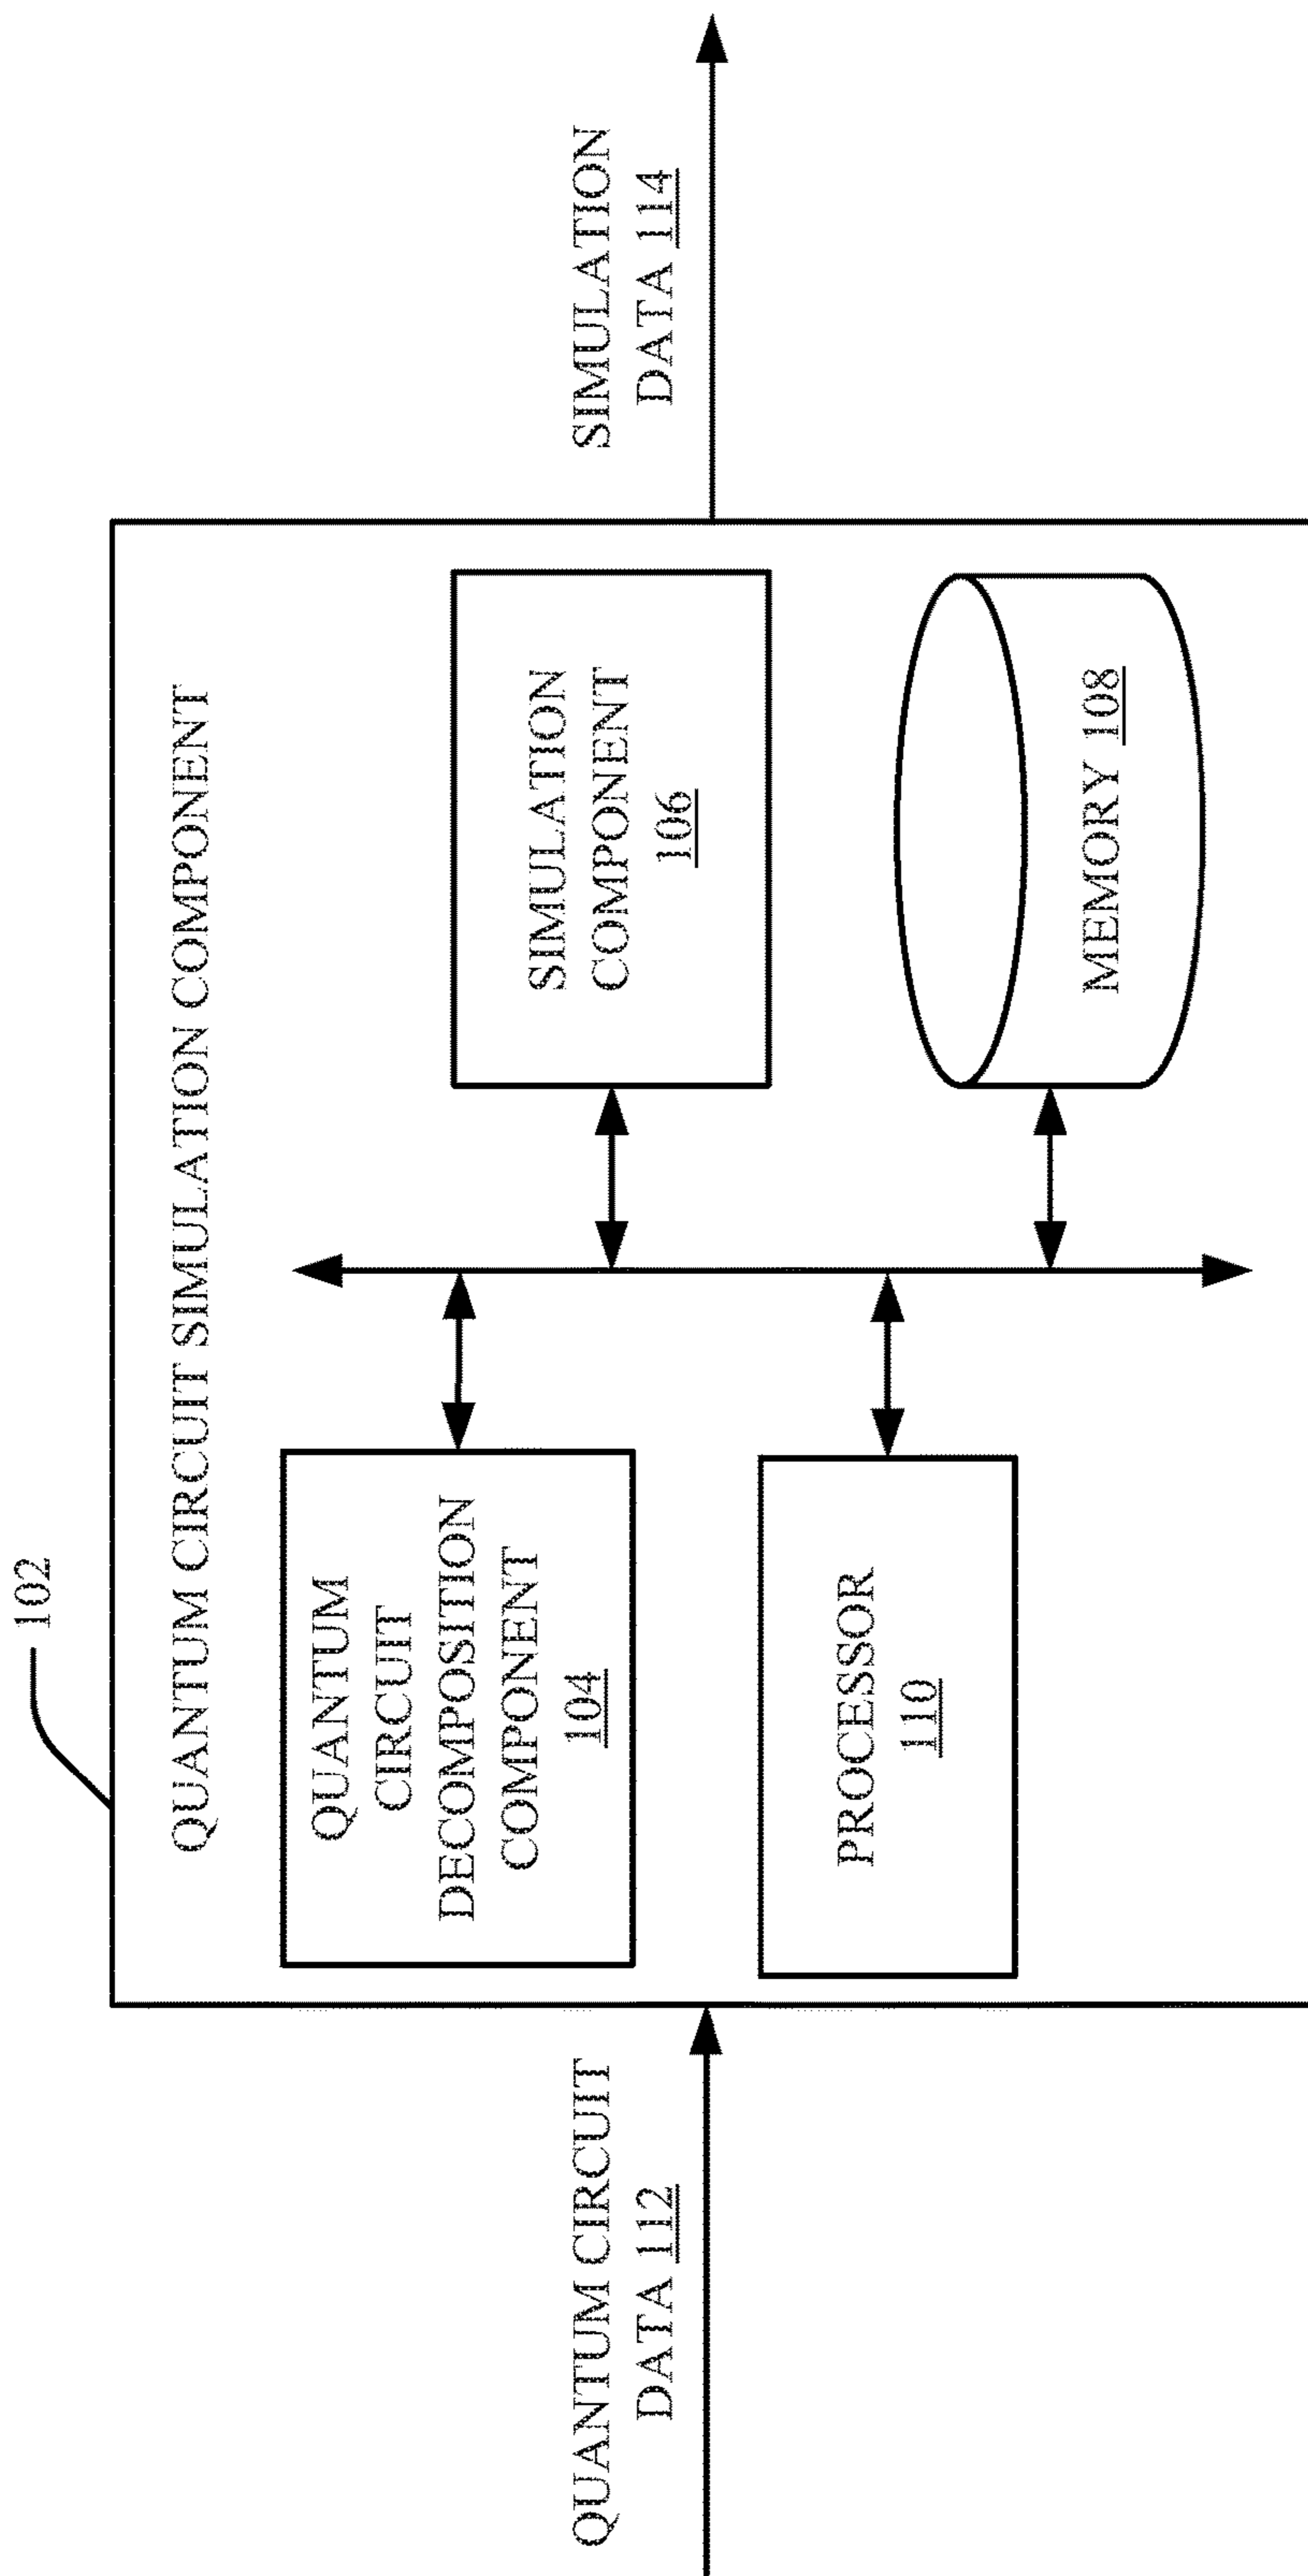 102
QUANTUM CIRCUIT SIMULATION COMPONENT
QUANTUM CIRCUIT
DATA 112
QUANTUM
CIRCUIT
DECOMPOSITION
COMPONENT
104
SIMULATION
COMPONENT
106
SIMULATION
DATA 114
PROCESSOR
110
MEMORY 108